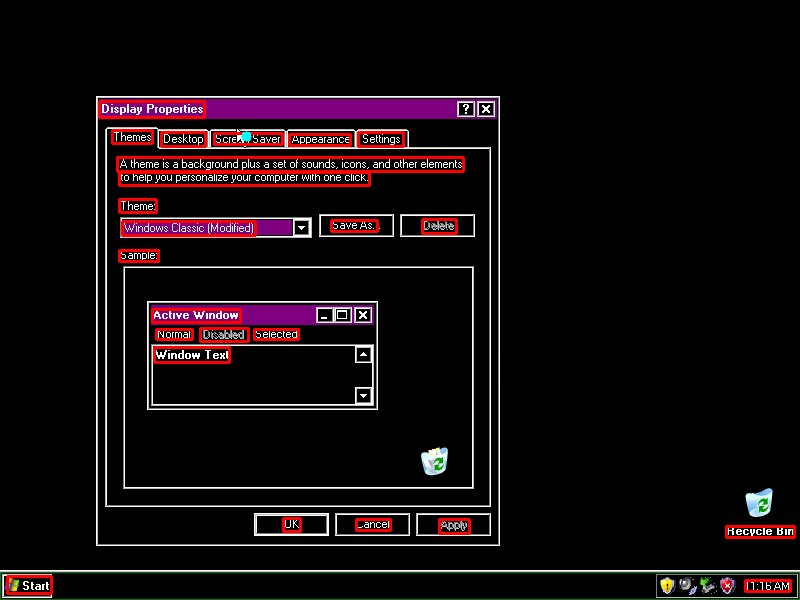 Display Properties
Themes Desktop Screen Saver Appearance Settings
A theme is a background plus a set of sounds, icons, and other elements
to help you personalize your computer with one click.
Theme:
Windows Classic (Modified) Save As... Delete
Sample:
Active Window
Normal Disabled Selected
Window Text
OK Cancel Apply
Recycle Bin
Start 11:16 AM